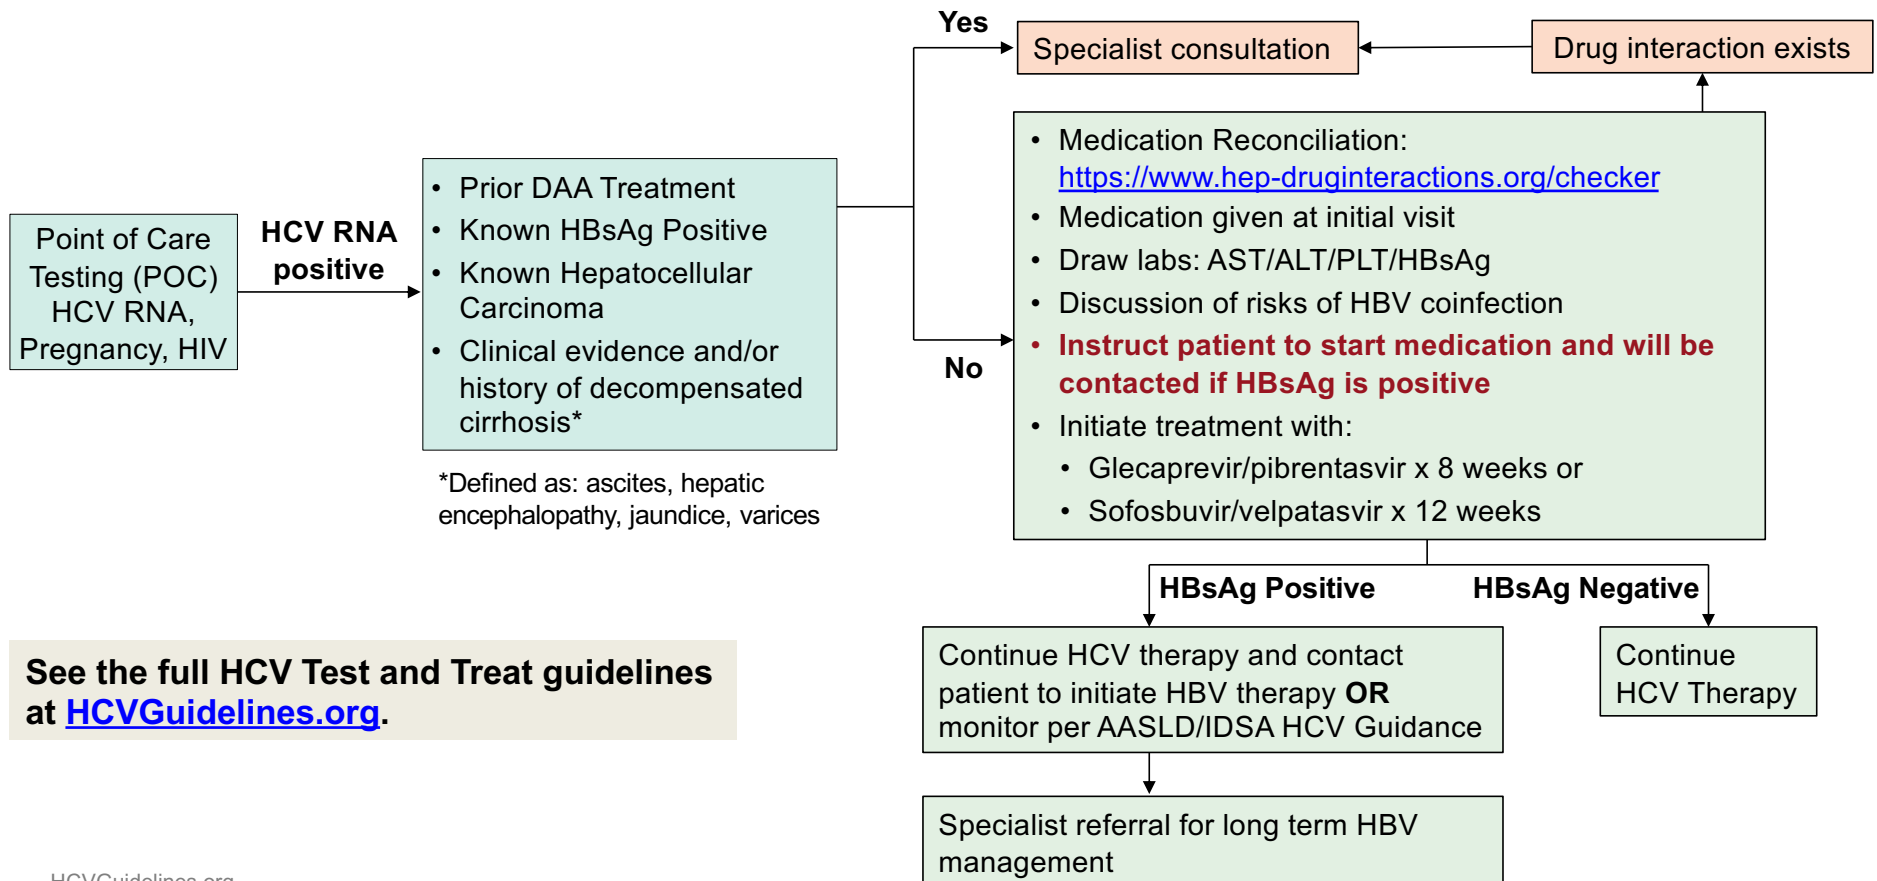 Point of Care
Testing (POC)
HCV RNA,
Pregnancy, HIV
HCV RNA
positive
• Prior DAA Treatment
• Known HBsAg Positive
• Known Hepatocellular
Carcinoma
• Clinical evidence and/or
history of decompensated
cirrhosis*
*Defined as: ascites, hepatic
encephalopathy, jaundice, varices
Yes
Specialist consultation
Drug interaction exists
No
• Medication Reconciliation:
https://www.hep-druginteractions.org/checker
• Medication given at initial visit
• Draw labs: AST/ALT/PLT/HBsAg
• Discussion of risks of HBV coinfection
• Instruct patient to start medication and will be
contacted if HBsAg is positive
• Initiate treatment with:
• Glecaprevir/pibrentasvir x 8 weeks or
• Sofosbuvir/velpatasvir x 12 weeks
HBsAg Positive
HBsAg Negative
Continue HCV therapy and contact
patient to initiate HBV therapy OR
monitor per AASLD/IDSA HCV Guidance
Continue
HCV Therapy
Specialist referral for long term HBV
management
See the full HCV Test and Treat guidelines
at HCVGuidelines.org.
HCVGuidelines.org